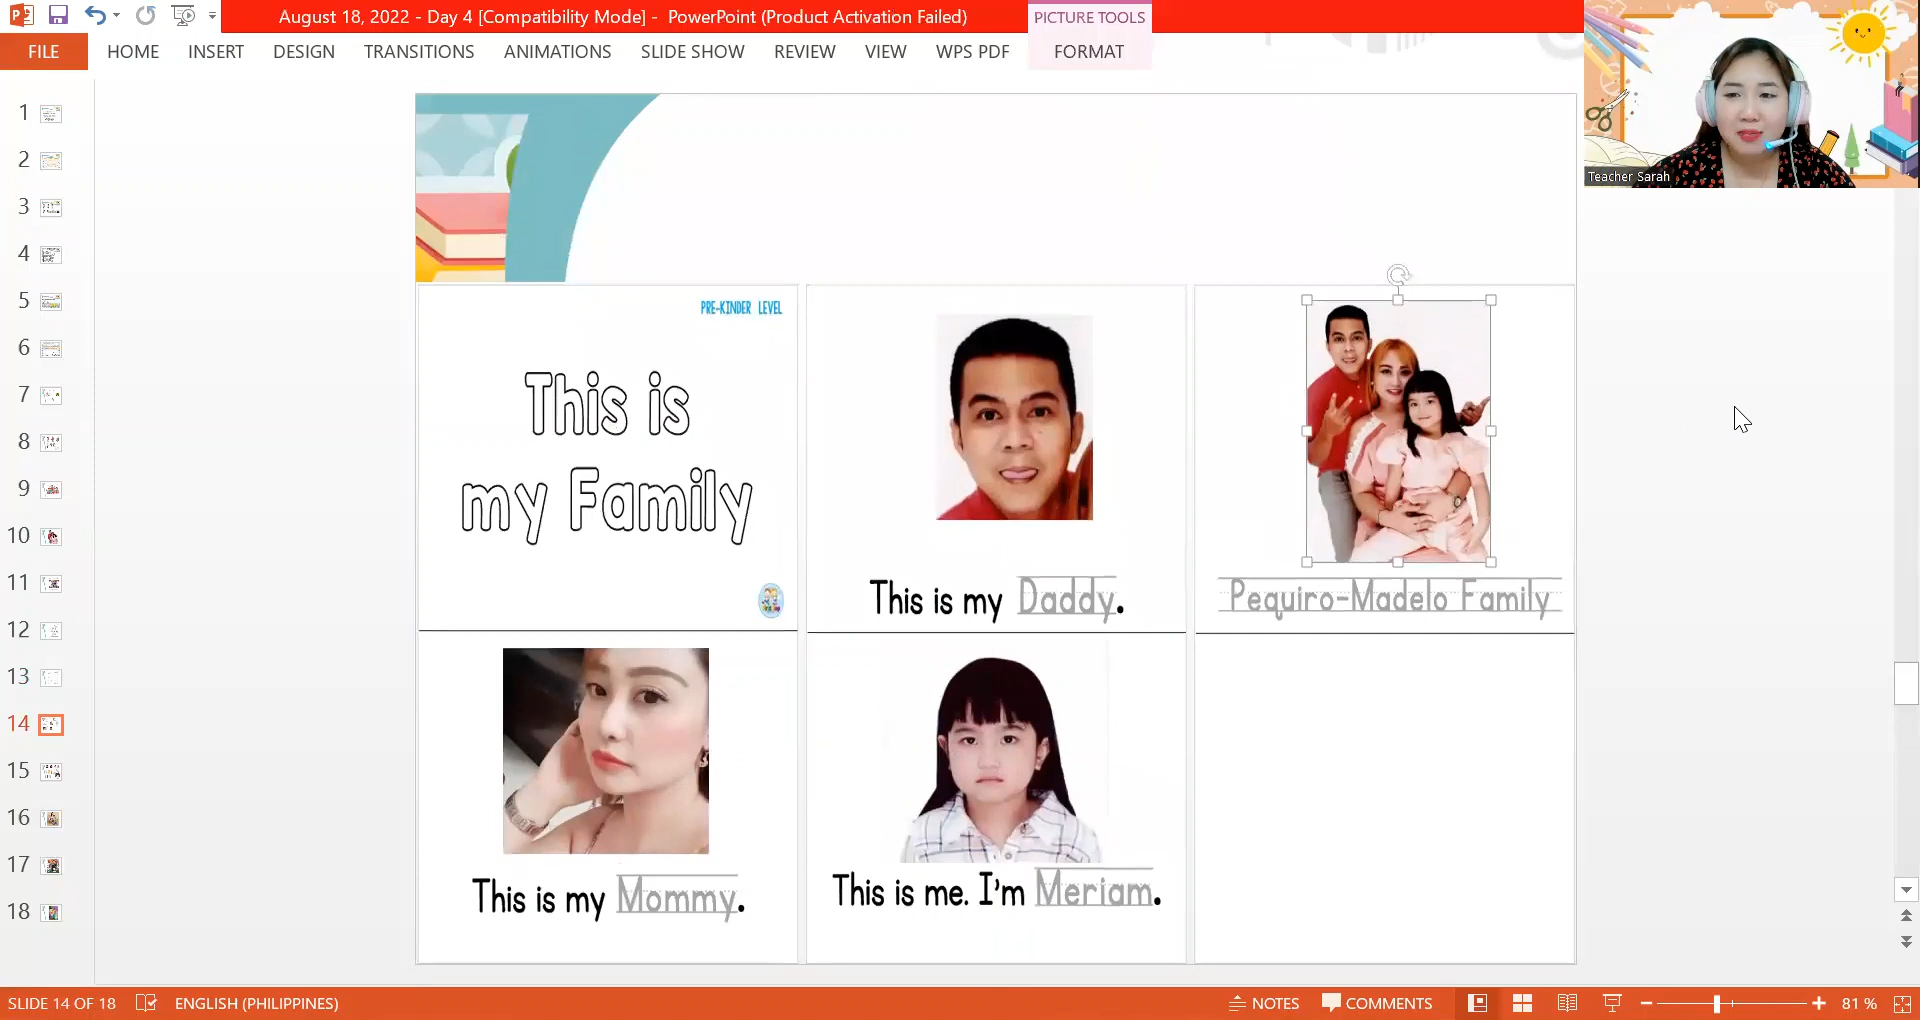 August 18, 2022 - Day 4 [Compatibility Mode] - PowerPoint (Product Activation Failed)
PICTURE TOOLS
FILE HOME INSERT DESIGN TRANSITIONS ANIMATIONS SLIDE SHOW REVIEW VIEW WPS PDF FORMAT
Teacher Sarah
1
2
3
4
5
6
7
8
9
10
11
12
13
14
15
16
17
18
PRE-KINDER LEVEL
This is
my Family
This is my Daddy.
Pequiro-Madelo Family
This is my Mommy.
This is me. I'm Meriam.
SLIDE 14 OF 18 ENGLISH (PHILIPPINES) NOTES COMMENTS 81 %